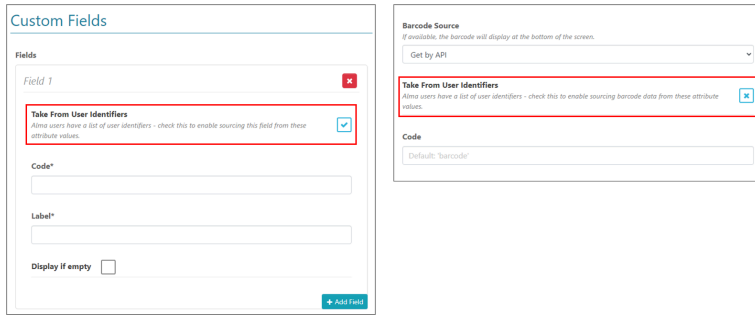 Custom Fields
Fields
Field 1
Take From User Identifiers
Alma users have a list of user identifiers - check this to enable sourcing this field from these
attribute values.
Code*
Label*
Display if empty
+ Add Field
Barcode Source
If available, the barcode will display at the bottom of the screen.
Get by API
Take From User Identifiers
Alma users have a list of user identifiers - check this to enable sourcing barcode data from these attribute
values.
Code
Default: 'barcode'